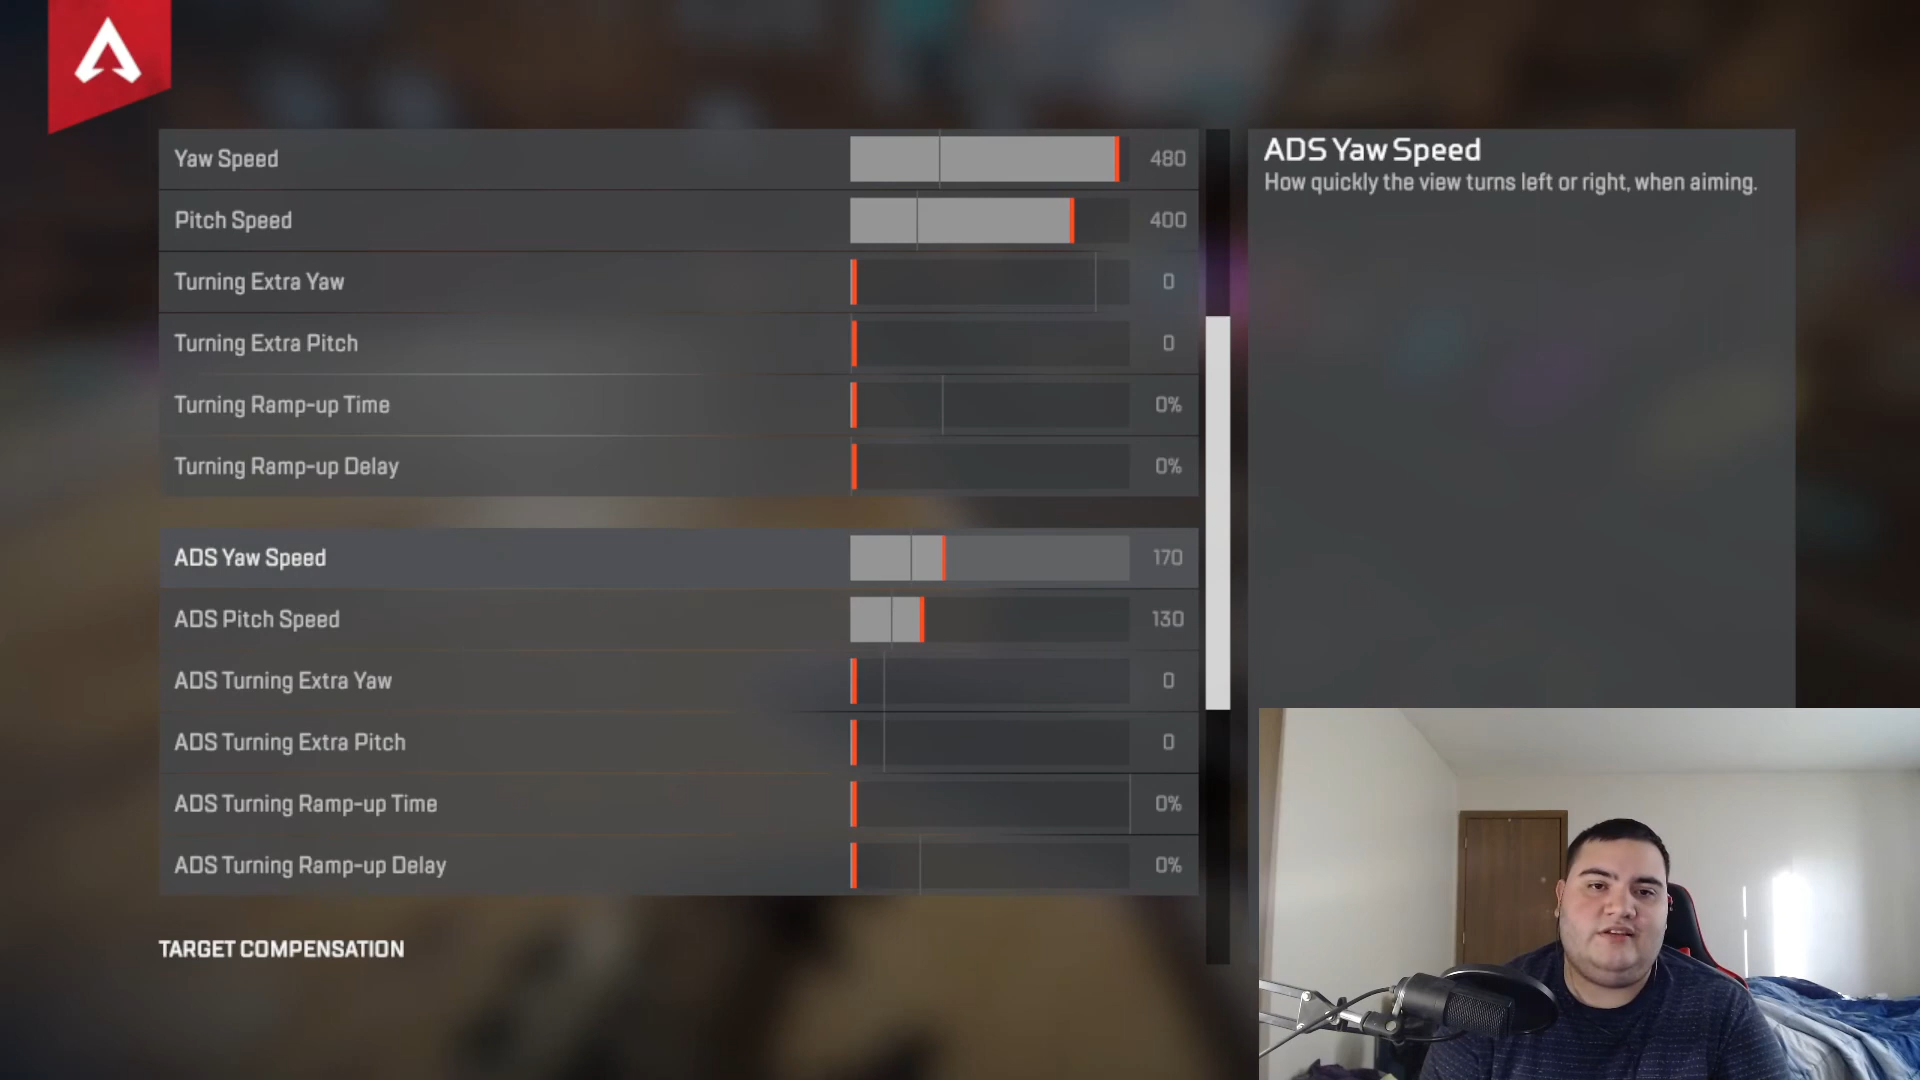 Yaw Speed 480
Pitch Speed 400
Turning Extra Yaw 0
Turning Extra Pitch 0
Turning Ramp-up Time 0%
Turning Ramp-up Delay 0%
ADS Yaw Speed 170
ADS Pitch Speed 130
ADS Turning Extra Yaw 0
ADS Turning Extra Pitch 0
ADS Turning Ramp-up Time 0%
ADS Turning Ramp-up Delay 0%
TARGET COMPENSATION
ADS Yaw Speed
How quickly the view turns left or right, when aiming.